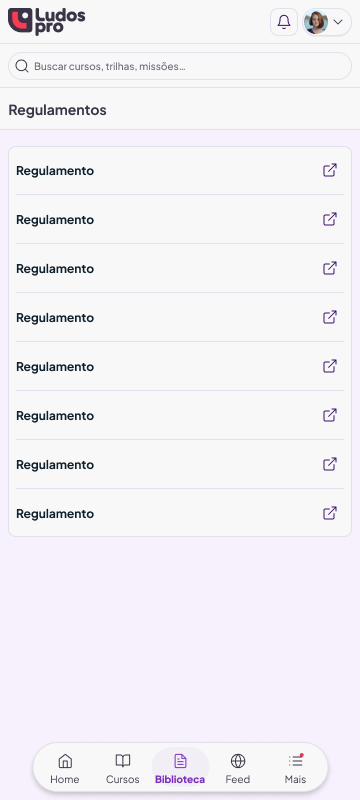 Ludos
pro
Buscar cursos, trilhas, missões...
Regulamentos
Regulamento
Regulamento
Regulamento
Regulamento
Regulamento
Regulamento
Regulamento
Regulamento
Home
Cursos
Biblioteca
Feed
Mais